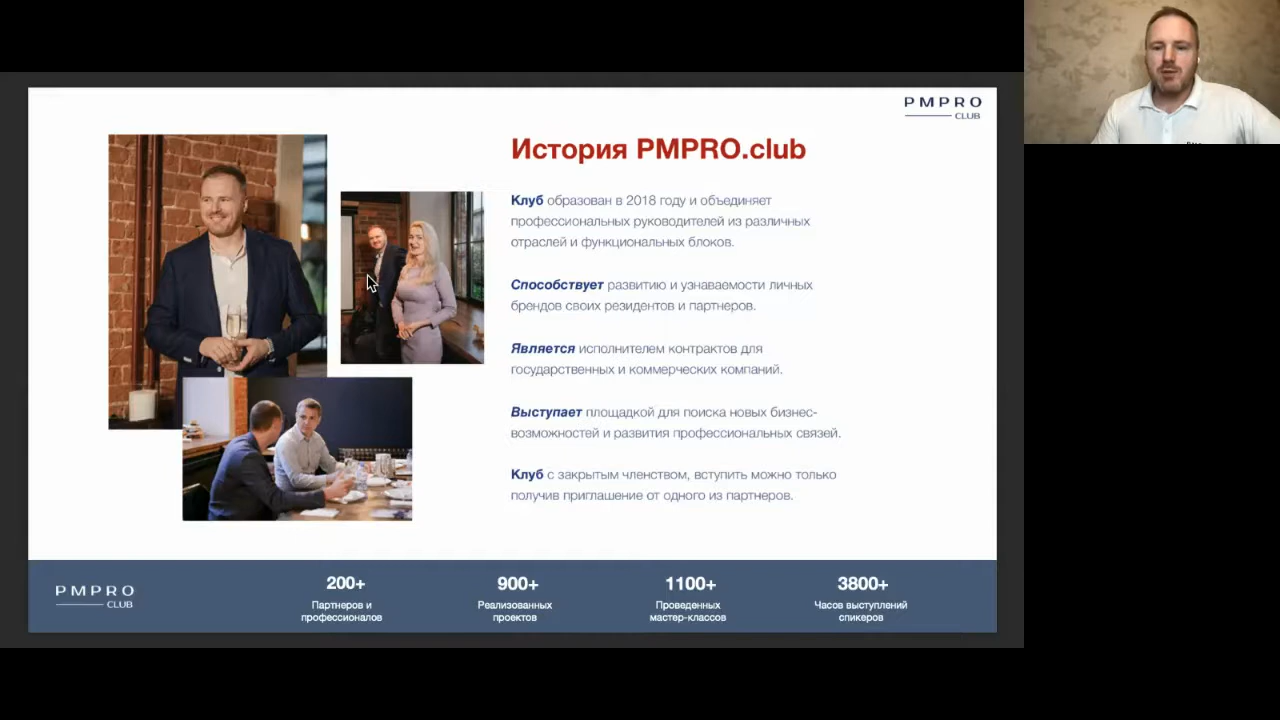 PMPRO
CLUB
История PMPRO.club
Клуб образован в 2018 году и объединяет
профессиональных руководителей из различных
отраслей и функциональных блоков.
Способствует развитию и узнаваемости личных
брендов своих резидентов и партнеров.
Является исполнителем контрактов для
государственных и коммерческих компаний.
Выступает площадкой для поиска новых бизнес-
возможностей и развития профессиональных связей.
Клуб с закрытым членством, вступить можно только
получив приглашение от одного из партнеров.
PMPRO
CLUB
200+
Партнеров и
профессионалов
900+
Реализованных
проектов
1100+
Проведенных
мастер-классов
3800+
Часов выступлений
спикеров